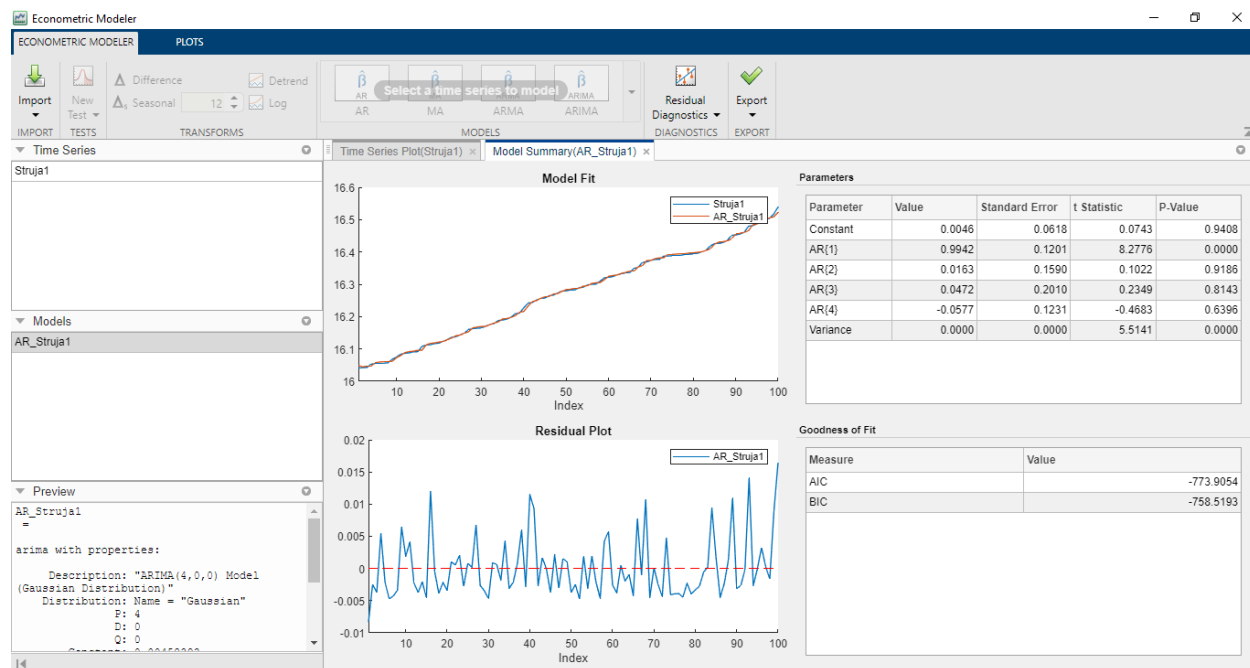 Econometric Modeler
ECONOMETRIC MODELER PLOTS
Import
New Test
Δ Difference
Δs Seasonal 12
Detrend
Log
β̂ AR
β̂
β̂
β̂ ARIMA
Select a time series to model
AR MA ARMA ARIMA
Residual Diagnostics
Export
IMPORT TESTS TRANSFORMS MODELS DIAGNOSTICS EXPORT
Time Series
Struja1
Models
AR_Struja1
Preview
AR_Struja1
=
arima with properties:
Description: "ARIMA(4,0,0) Model
(Gaussian Distribution)"
Distribution: Name = "Gaussian"
P: 4
D: 0
Q: 0
Time Series Plot(Struja1) × Model Summary(AR_Struja1) ×
Model Fit
Struja1
AR_Struja1
16.6
16.5
16.4
16.3
16.2
16.1
16
10 20 30 40 50 60 70 80 90 100
Index
Residual Plot
AR_Struja1
0.02
0.015
0.01
0.005
0
-0.005
-0.01
10 20 30 40 50 60 70 80 90 100
Index
Parameters
Parameter Value Standard Error t Statistic P-Value
Constant 0.0046 0.0618 0.0743 0.9408
AR{1} 0.9942 0.1201 8.2776 0.0000
AR{2} 0.0163 0.1590 0.1022 0.9186
AR{3} 0.0472 0.2010 0.2349 0.8143
AR{4} -0.0577 0.1231 -0.4683 0.6396
Variance 0.0000 0.0000 5.5141 0.0000
Goodness of Fit
Measure Value
AIC -773.9054
BIC -758.5193